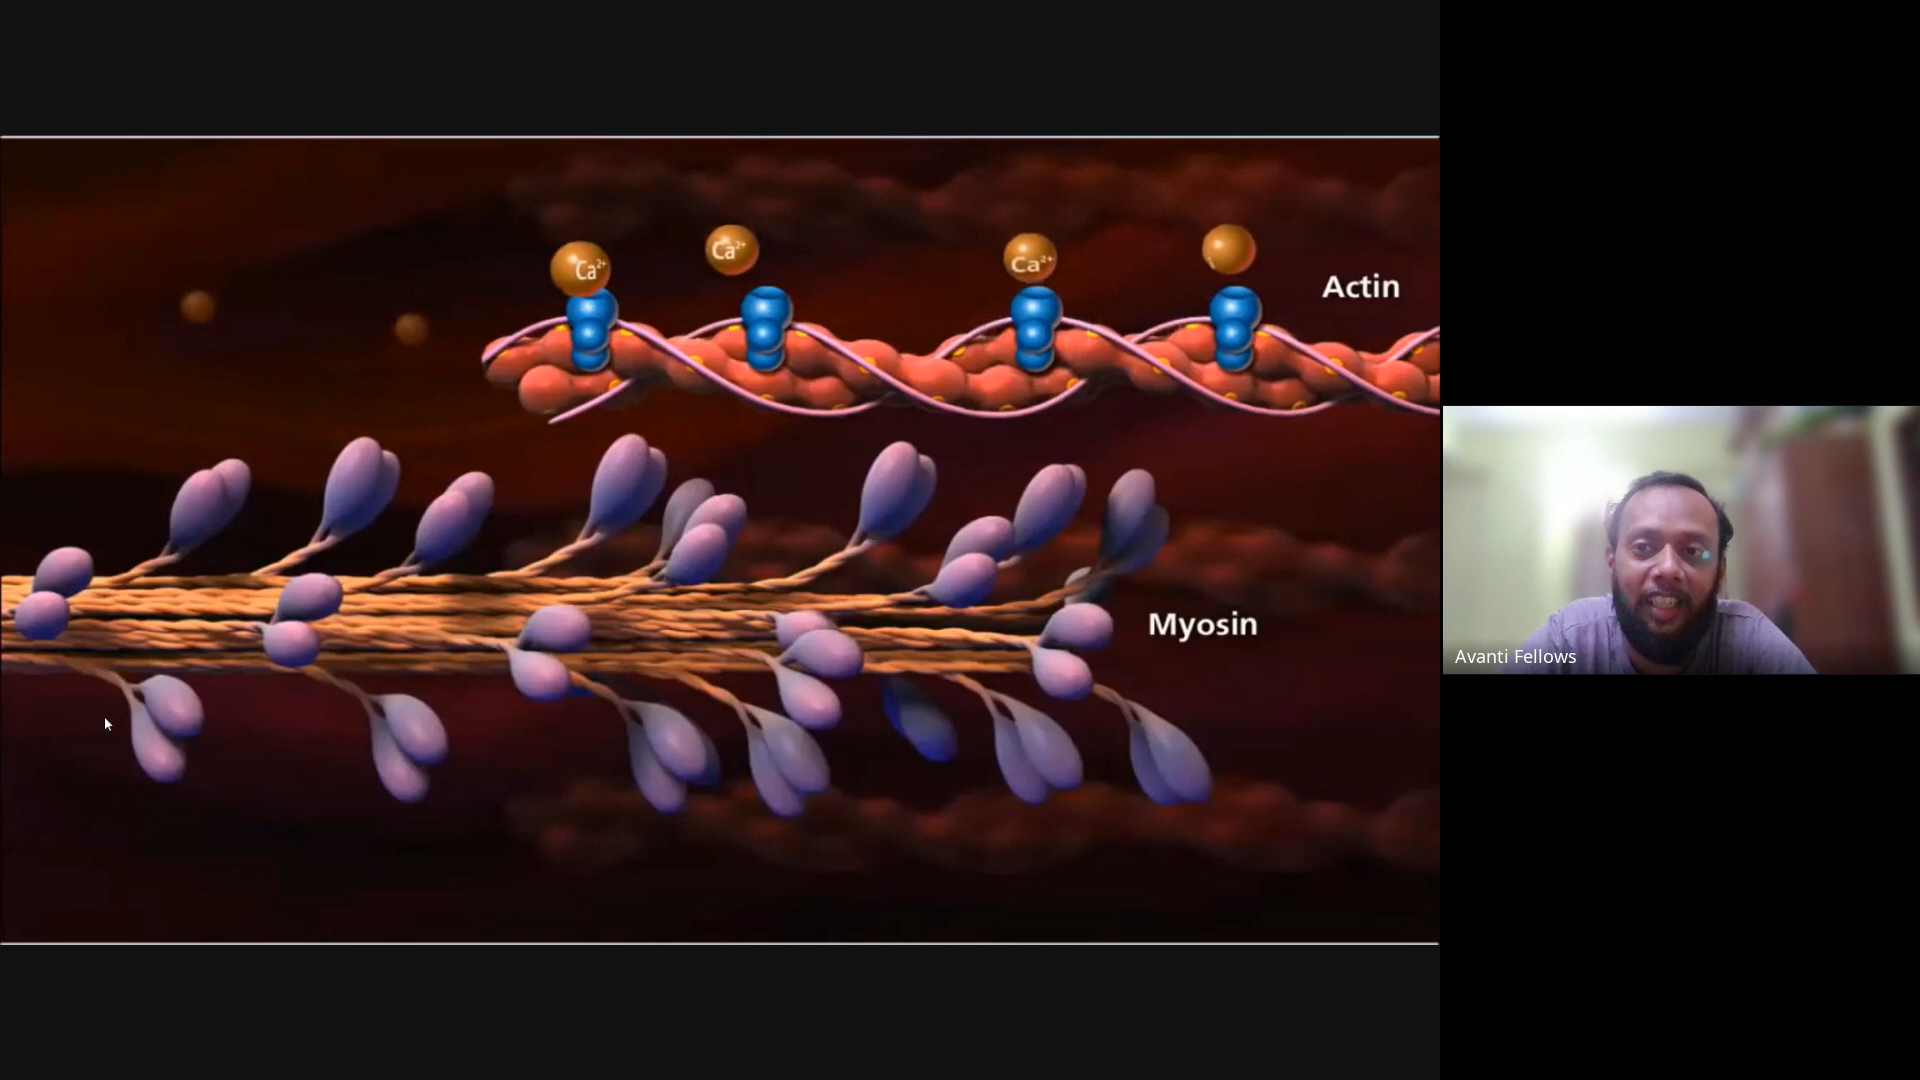 Ca²⁺
Ca²⁺
Ca²⁺
Actin
Myosin
Avanti Fellows